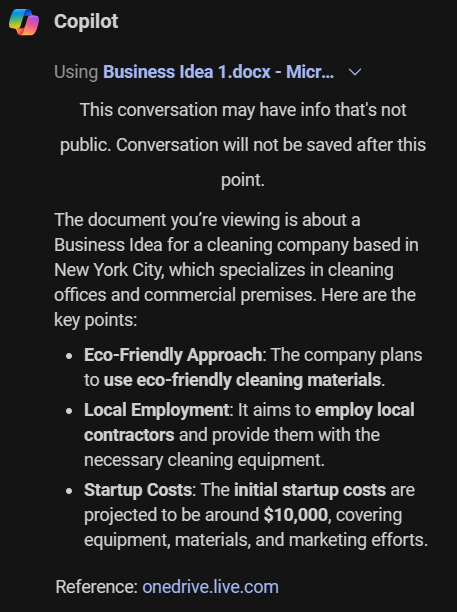 Copilot
Using Business Idea 1.docx - Micr...
This conversation may have info that's not
public. Conversation will not be saved after this
point.
The document you’re viewing is about a
Business Idea for a cleaning company based in
New York City, which specializes in cleaning
offices and commercial premises. Here are the
key points:
• Eco-Friendly Approach: The company plans
to use eco-friendly cleaning materials.
• Local Employment: It aims to employ local
contractors and provide them with the
necessary cleaning equipment.
• Startup Costs: The initial startup costs are
projected to be around $10,000, covering
equipment, materials, and marketing efforts.
Reference: onedrive.live.com